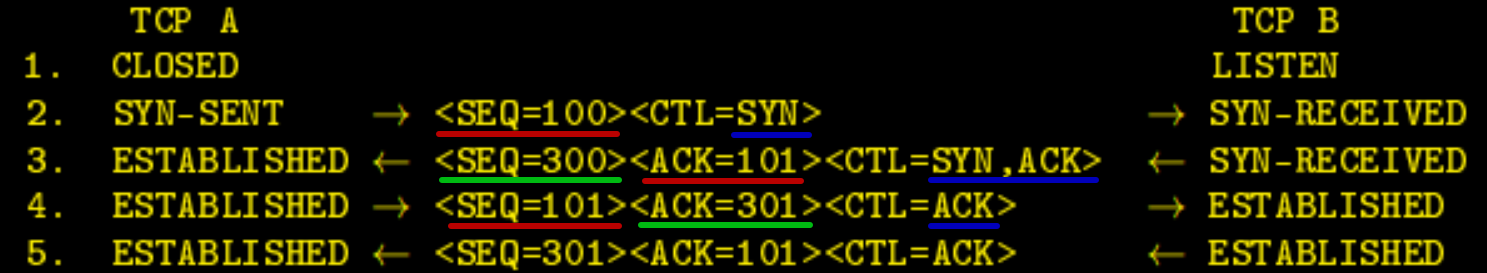 TCP A TCP B
1. CLOSED LISTEN
2. SYN-SENT → <SEQ=100><CTL=SYN> → SYN-RECEIVED
3. ESTABLISHED ← <SEQ=300><ACK=101><CTL=SYN,ACK> ← SYN-RECEIVED
4. ESTABLISHED → <SEQ=101><ACK=301><CTL=ACK> → ESTABLISHED
5. ESTABLISHED ← <SEQ=301><ACK=101><CTL=ACK> ← ESTABLISHED